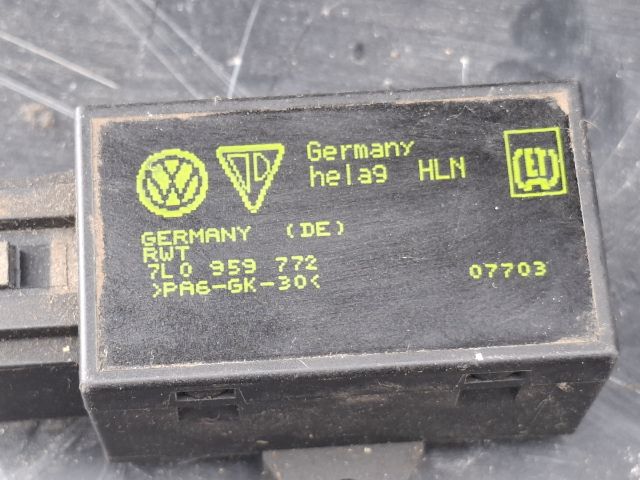 Germany
helag HLN
GERMANY (DE)
RWT
7L0 959 772
07703
>PA6-GK-30<